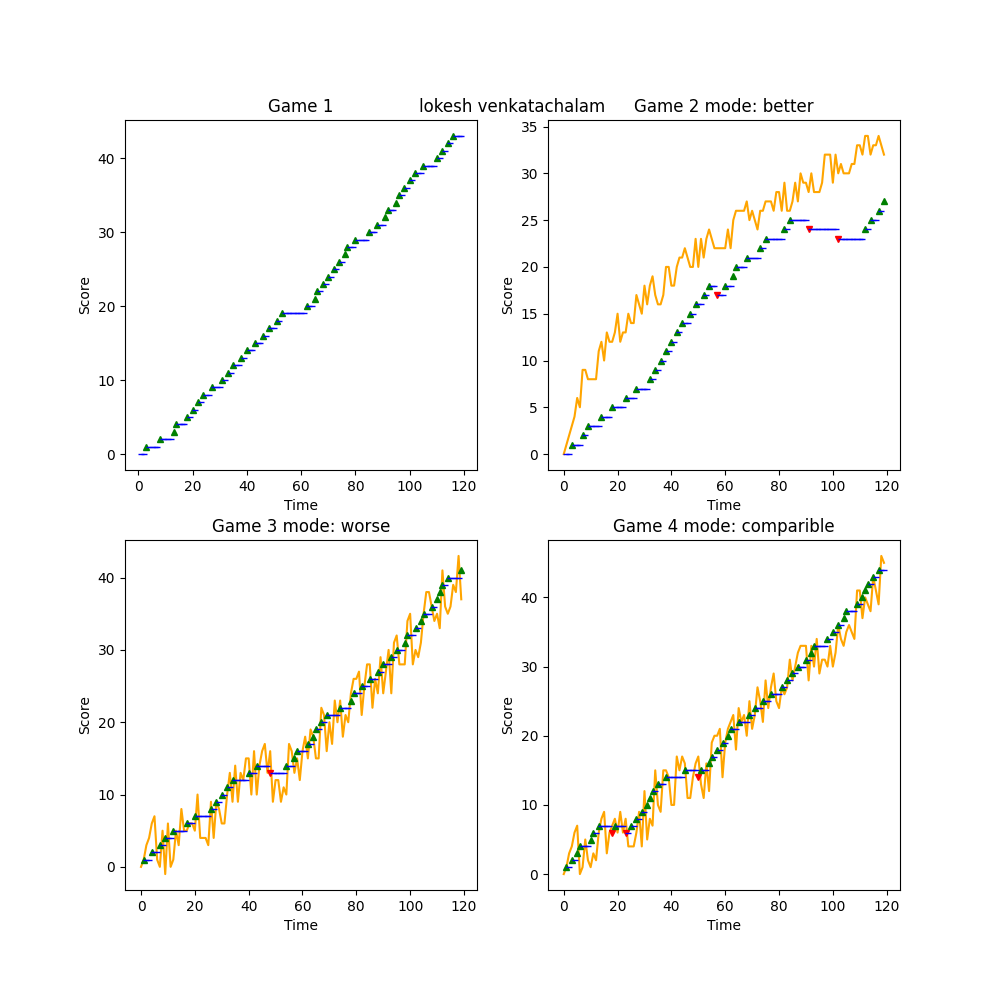 lokesh venkatachalam
Game 1
Score
40
30
20
10
0
0 20 40 60 80 100 120
Time
Game 2 mode: better
Score
35
30
25
20
15
10
5
0
0 20 40 60 80 100 120
Time
Game 3 mode: worse
Score
40
30
20
10
0
0 20 40 60 80 100 120
Time
Game 4 mode: comparible
Score
40
30
20
10
0
0 20 40 60 80 100 120
Time